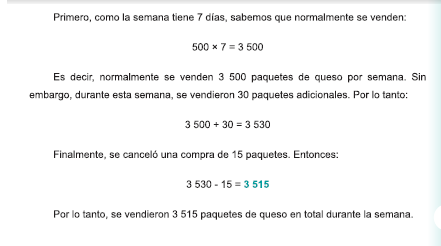 Primero, como la semana tiene 7 días, sabemos que normalmente se venden:
500 × 7 = 3 500
Es decir, normalmente se venden 3 500 paquetes de queso por semana. Sin
embargo, durante esta semana, se vendieron 30 paquetes adicionales. Por lo tanto:
3 500 + 30 = 3 530
Finalmente, se canceló una compra de 15 paquetes. Entonces:
3 530 - 15 = 3 515
Por lo tanto, se vendieron 3 515 paquetes de queso en total durante la semana.